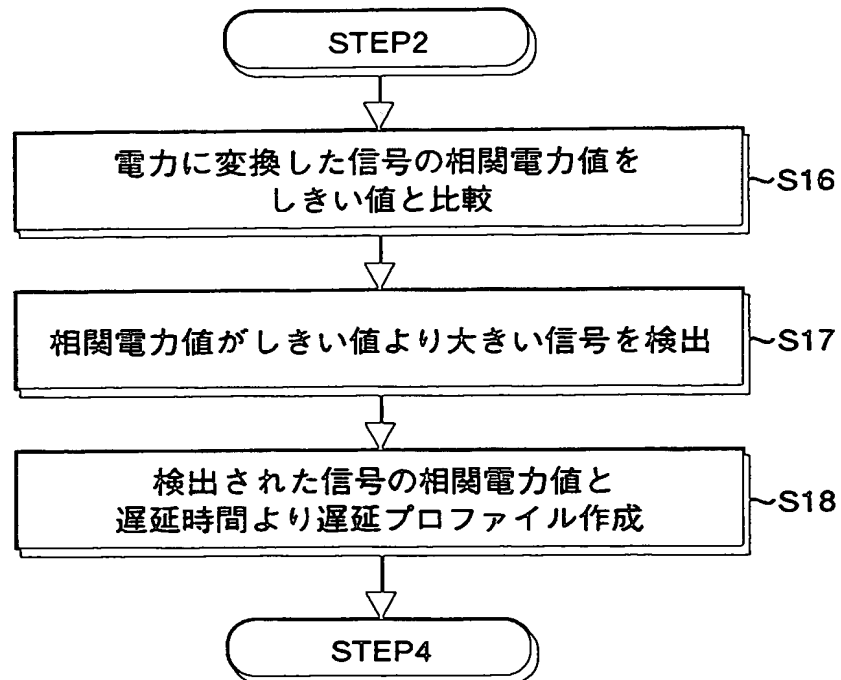 STEP2
電力に変換した信号の相関電力値を
しきい値と比較
~S16
相関電力値がしきい値より大きい信号を検出
~S17
検出された信号の相関電力値と
遅延時間より遅延プロファイル作成
~S18
STEP4